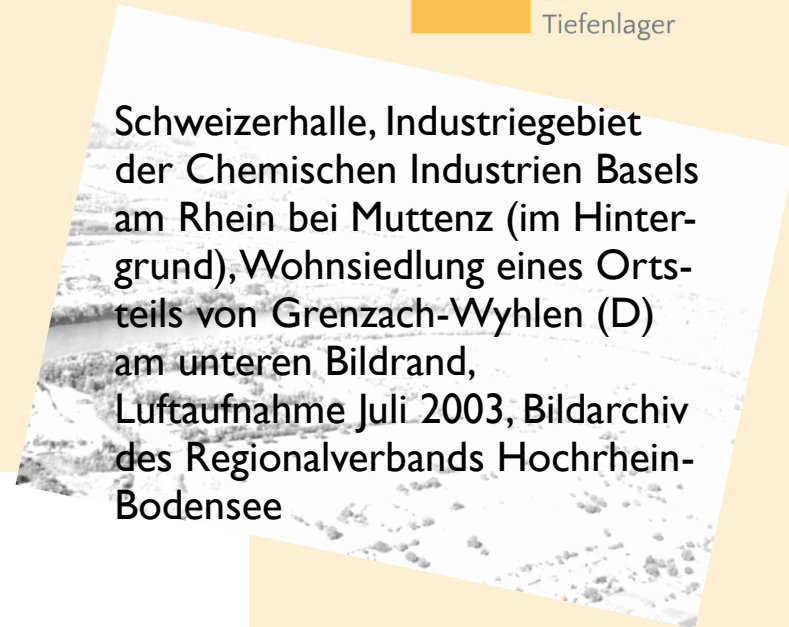 Tiefenlager
Schweizerhalle, Industriegebiet
der Chemischen Industrien Basels
am Rhein bei Muttenz (im Hinter-
grund), Wohnsiedlung eines Orts-
teils von Grenzach-Wyhlen (D)
am unteren Bildrand,
Luftaufnahme Juli 2003, Bildarchiv
des Regionalverbands Hochrhein-
Bodensee